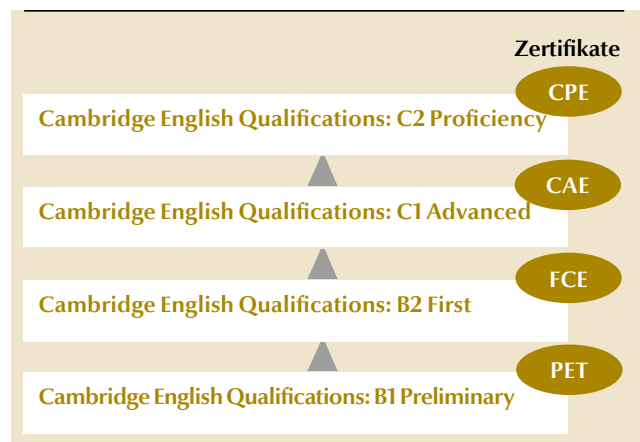 Zertifikate
CPE
Cambridge English Qualifications: C2 Proficiency
CAE
Cambridge English Qualifications: C1 Advanced
FCE
Cambridge English Qualifications: B2 First
PET
Cambridge English Qualifications: B1 Preliminary